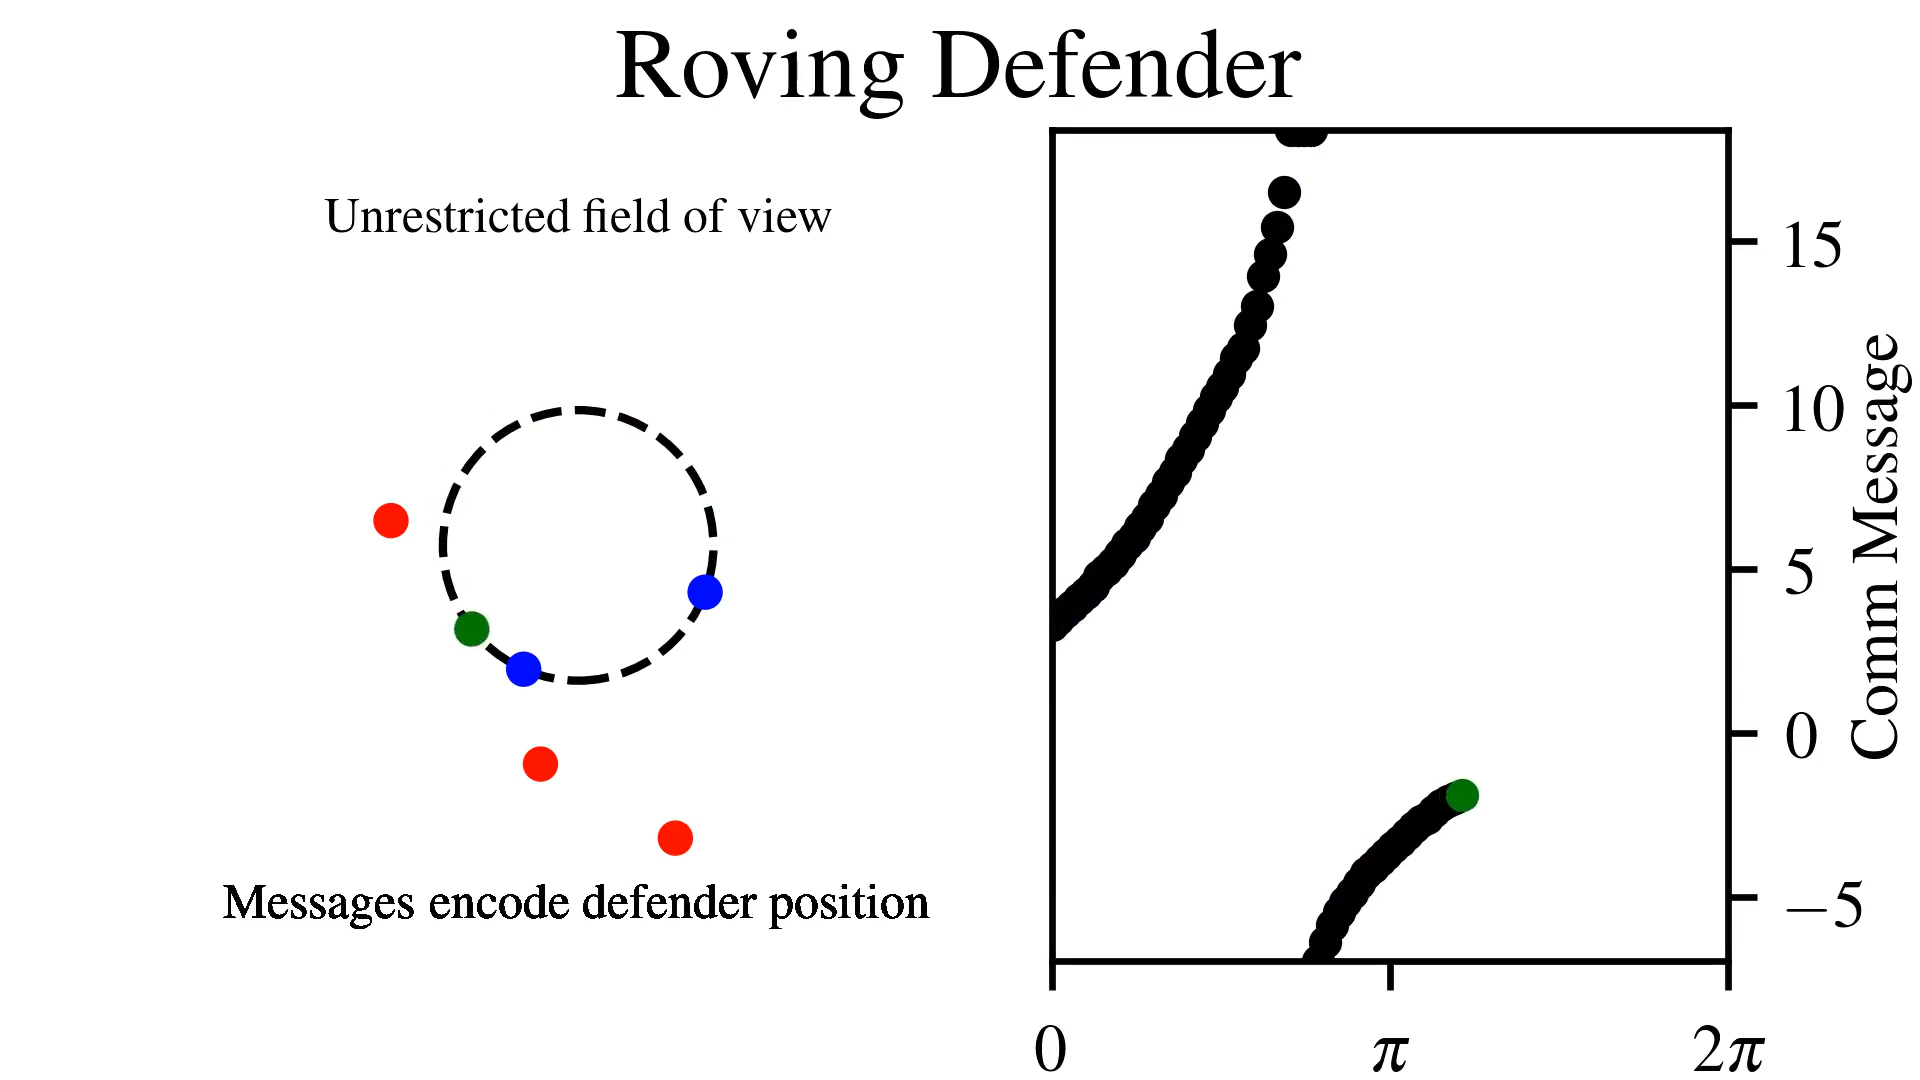 Roving Defender
Unrestricted field of view
Messages encode defender position
15
10
5
0
−5
Comm Message
0
π
2π